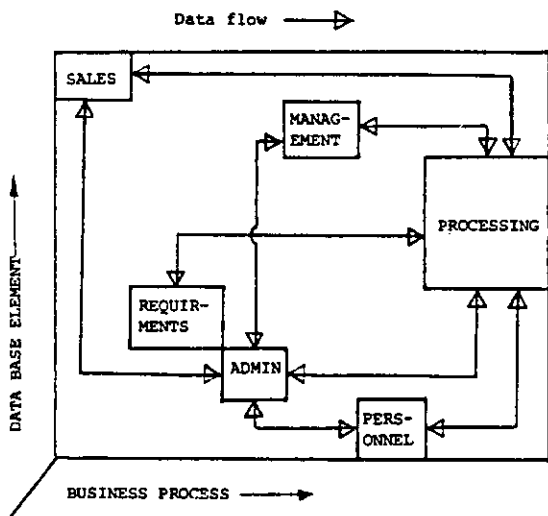 Data flow
SALES
MANAG-
EMENT
PROCESSING
REQUIR-
MENTS
ADMIN
PERS-
ONNEL
DATA BASE ELEMENT
BUSINESS PROCESS